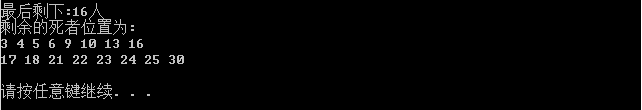 最后剩下:16人
剩余的死者位置为:
3 4 5 6 9 10 13 16
17 18 21 22 23 24 25 30
请按任意键继续. . .